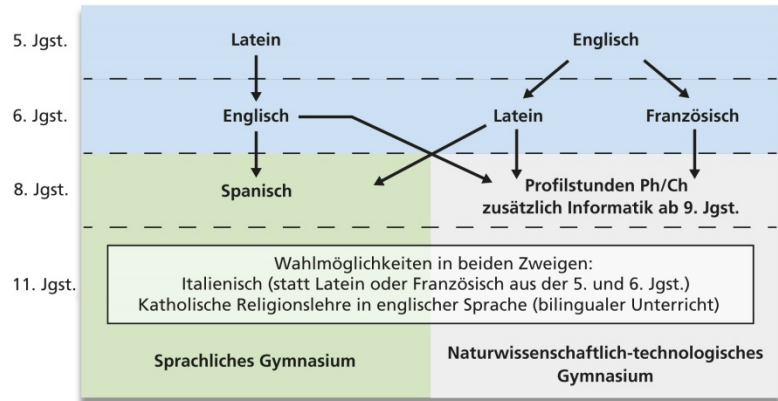 5. Jgst.
Latein
Englisch
6. Jgst.
Englisch
Latein
Französisch
8. Jgst.
Spanisch
Profilstunden Ph/Ch
zusätzlich Informatik ab 9. Jgst.
11. Jgst.
Wahlmöglichkeiten in beiden Zweigen:
Italienisch (statt Latein oder Französisch aus der 5. und 6. Jgst.)
Katholische Religionslehre in englischer Sprache (bilingualer Unterricht)
Sprachliches Gymnasium
Naturwissenschaftlich-technologisches
Gymnasium